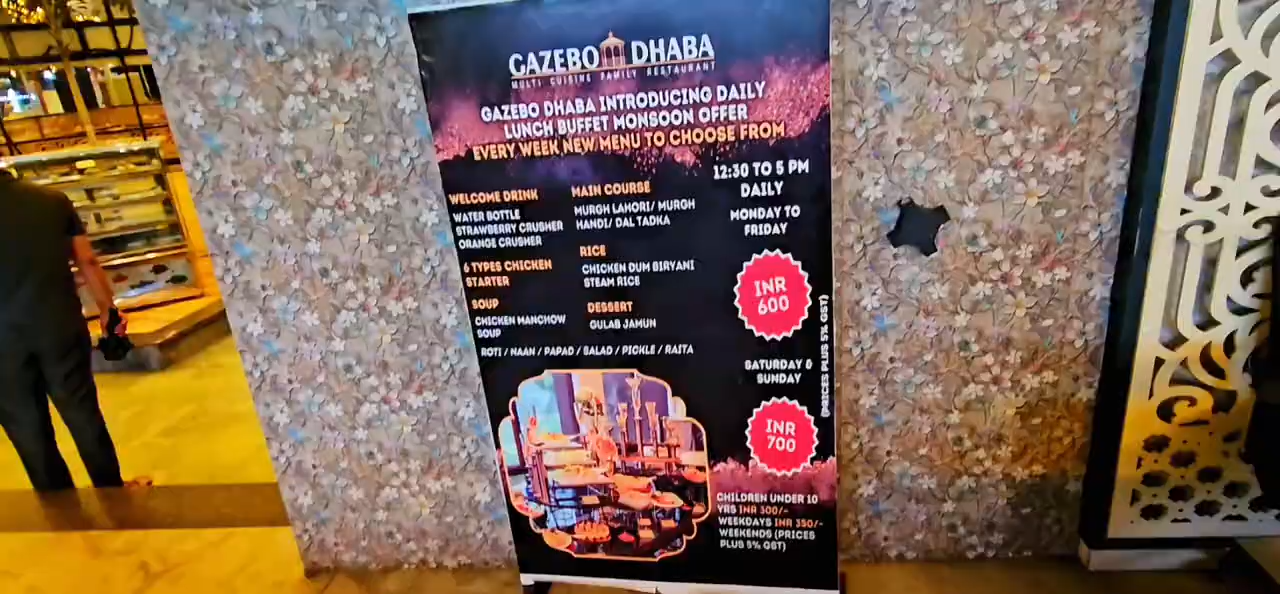 GAZEBO DHABA
MULTI CUISINE FAMILY RESTAURANT
GAZEBO DHABA INTRODUCING DAILY
LUNCH BUFFET MONSOON OFFER
EVERY WEEK NEW MENU TO CHOOSE FROM
WELCOME DRINK
WATER BOTTLE
STRAWBERRY CRUSHER
ORANGE CRUSHER
6 TYPES CHICKEN
STARTER
SOUP
CHICKEN MANCHOW
SOUP
MAIN COURSE
MURGH LAHORI/ MURGH
HANDI/ DAL TADKA
RICE
CHICKEN DUM BIRYANI
STEAM RICE
DESSERT
GULAB JAMUN
ROTI / NAAN / PAPAD / SALAD / PICKLE / RAITA
12:30 TO 5 PM
DAILY
MONDAY TO
FRIDAY
INR
600
SATURDAY &
SUNDAY
INR
700
(PRICES PLUS 5% GST)
CHILDREN UNDER 10
YRS INR 300/-
WEEKDAYS INR 350/-
WEEKENDS (PRICES
PLUS 5% GST)